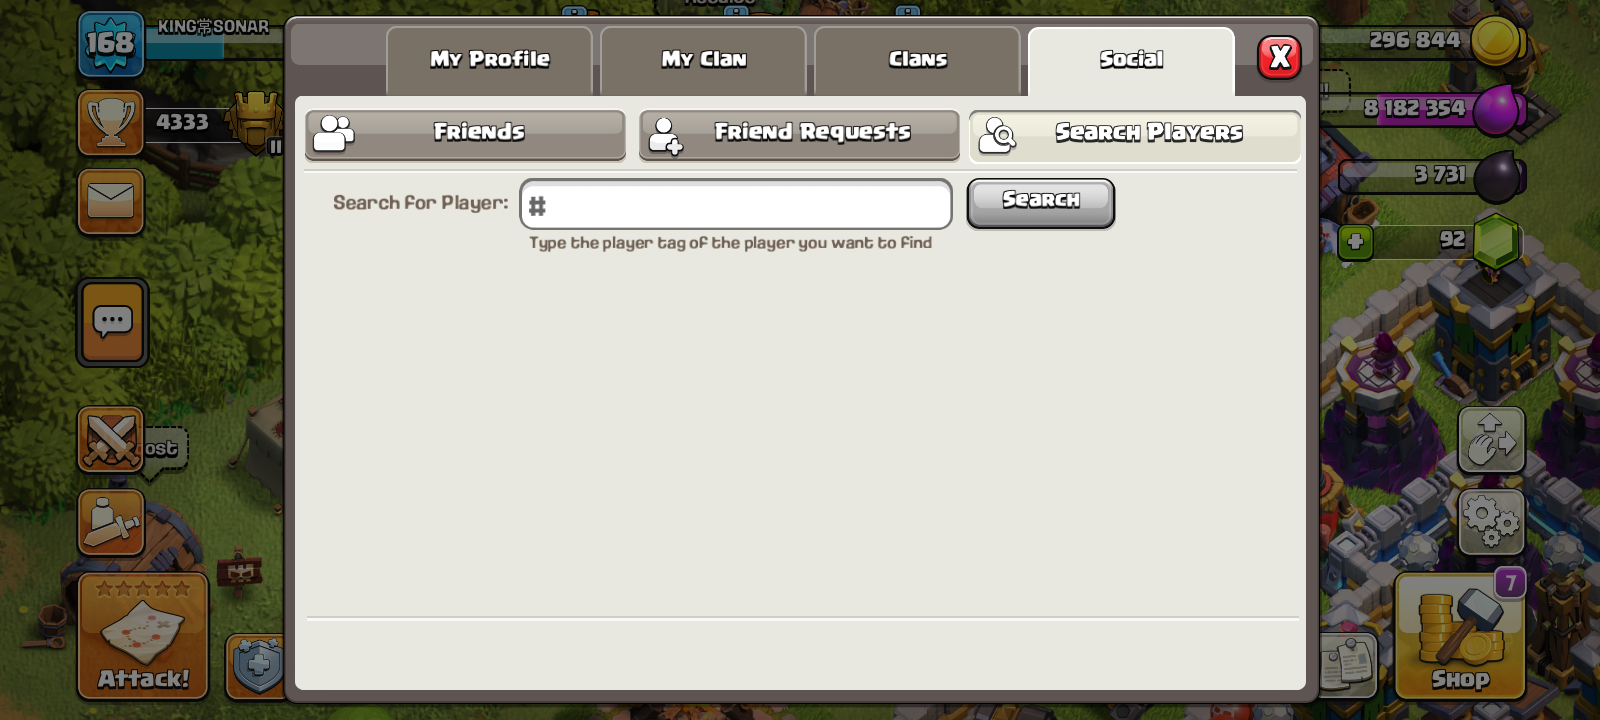 168
KING常SONAR
My Profile
My Clan
Clans
Social
X
296 844
4333
8 182 354
Friends
Friend Requests
Search Players
3 731
Search for Player:
#
Search
Type the player tag of the player you want to find
92
Attack!
7
Shop